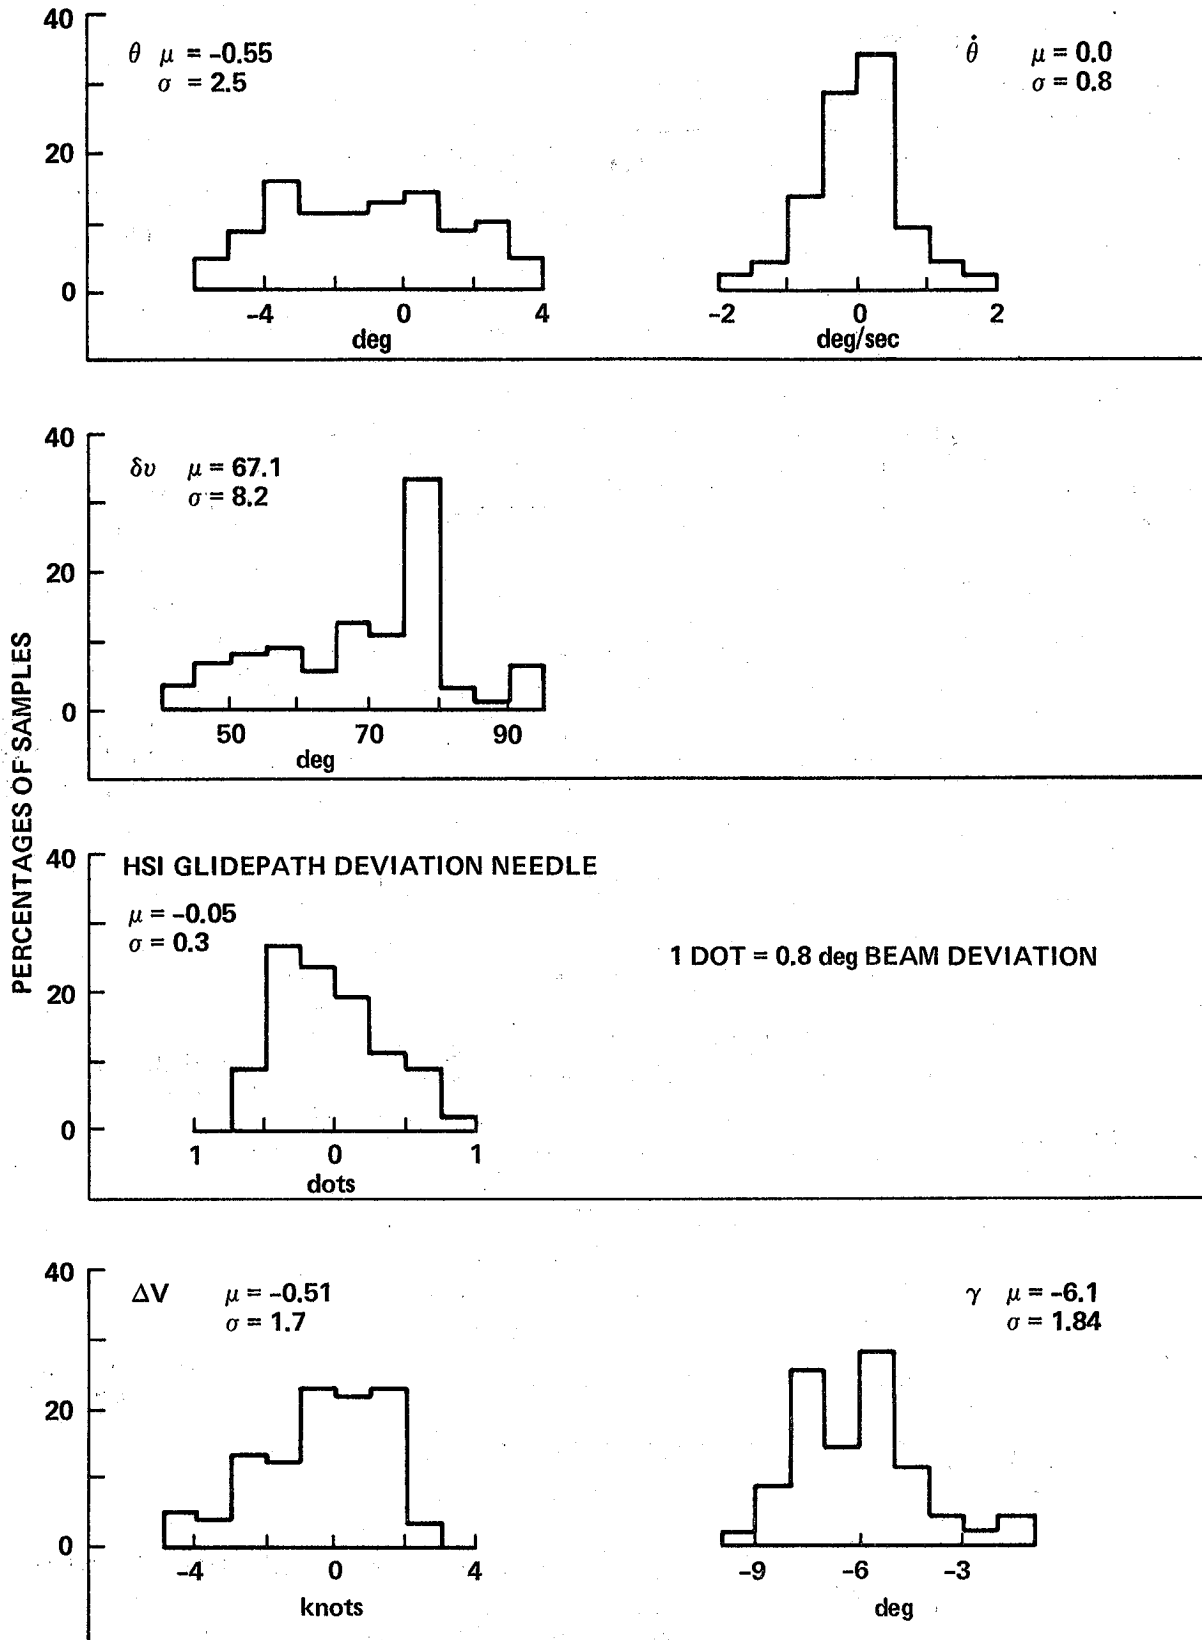 PERCENTAGES OF SAMPLES
40
20
0
θ μ = –0.55
σ = 2.5
–4 0 4
deg
θ̇ μ = 0.0
σ = 0.8
–2 0 2
deg/sec
40
20
0
δυ μ = 67.1
σ = 8.2
50 70 90
deg
40
20
0
HSI GLIDEPATH DEVIATION NEEDLE
μ = –0.05
σ = 0.3
1 DOT = 0.8 deg BEAM DEVIATION
1 0 1
dots
40
20
0
ΔV μ = –0.51
σ = 1.7
–4 0 4
knots
γ μ = –6.1
σ = 1.84
–9 –6 –3
deg